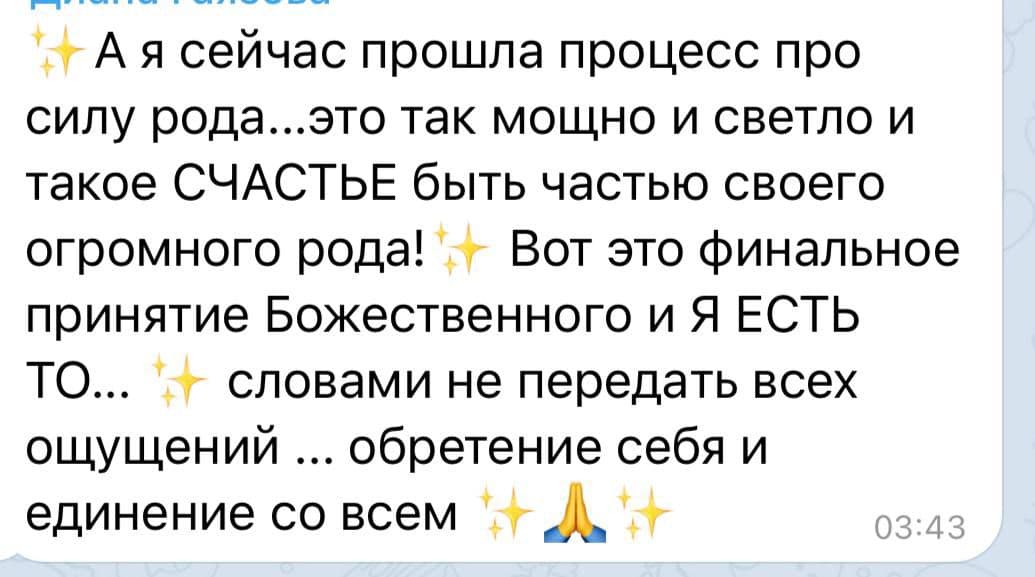 ✨А я сейчас прошла процесс про
силу рода...это так мощно и светло и
такое СЧАСТЬЕ быть частью своего
огромного рода!✨ Вот это финальное
принятие Божественного и Я ЕСТЬ
ТО... ✨ словами не передать всех
ощущений ... обретение себя и
единение со всем ✨🙏✨
03:43